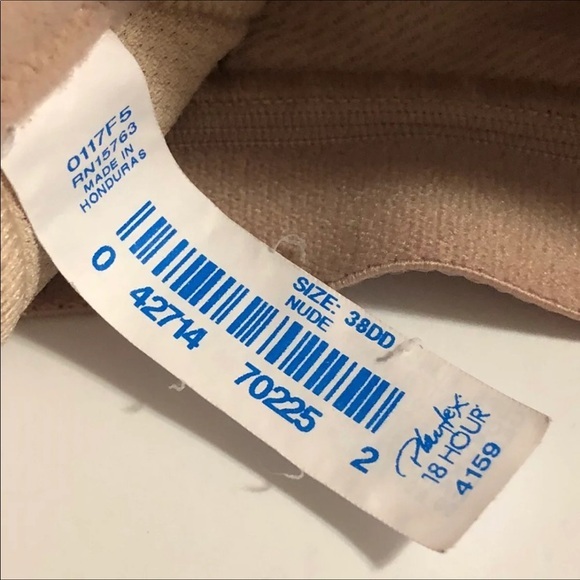 0117F5
RN15763
MADE IN
HONDURAS
SIZE: 38DD
NUDE
0 42714 70225 2
Playtex
18 HOUR
4159